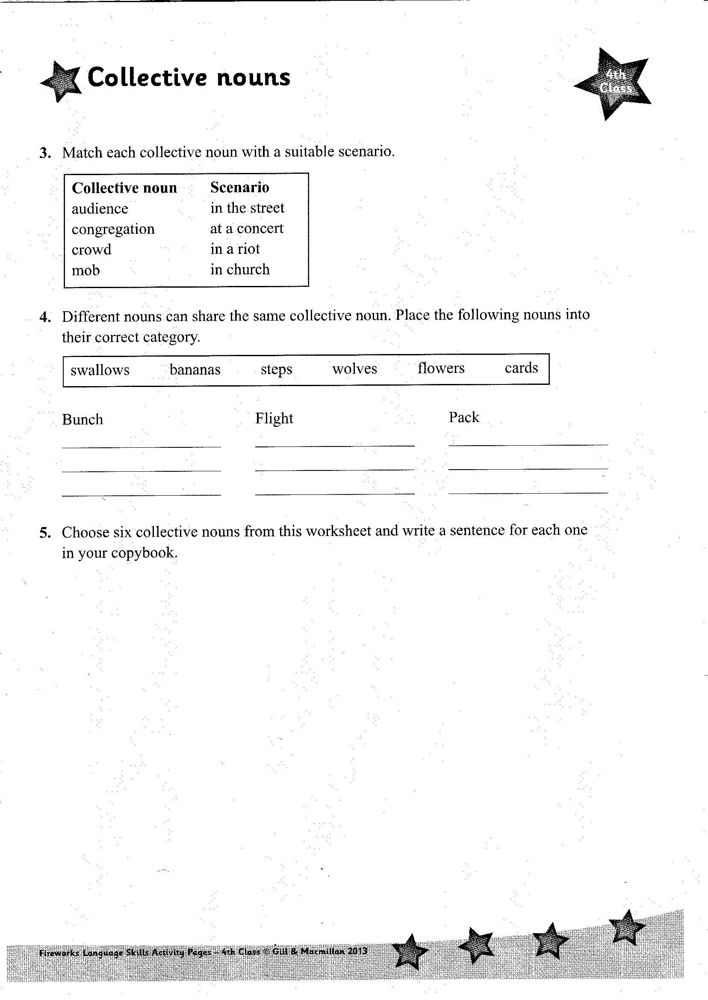 Collective nouns
4th
Class
3. Match each collective noun with a suitable scenario.
Collective noun Scenario
audience in the street
congregation at a concert
crowd in a riot
mob in church
4. Different nouns can share the same collective noun. Place the following nouns into
their correct category.
swallows bananas steps wolves flowers cards
Bunch Flight Pack
5. Choose six collective nouns from this worksheet and write a sentence for each one
in your copybook.
Fireworks Language Skills Activity Pages – 4th Class © Gill & Macmillan 2013